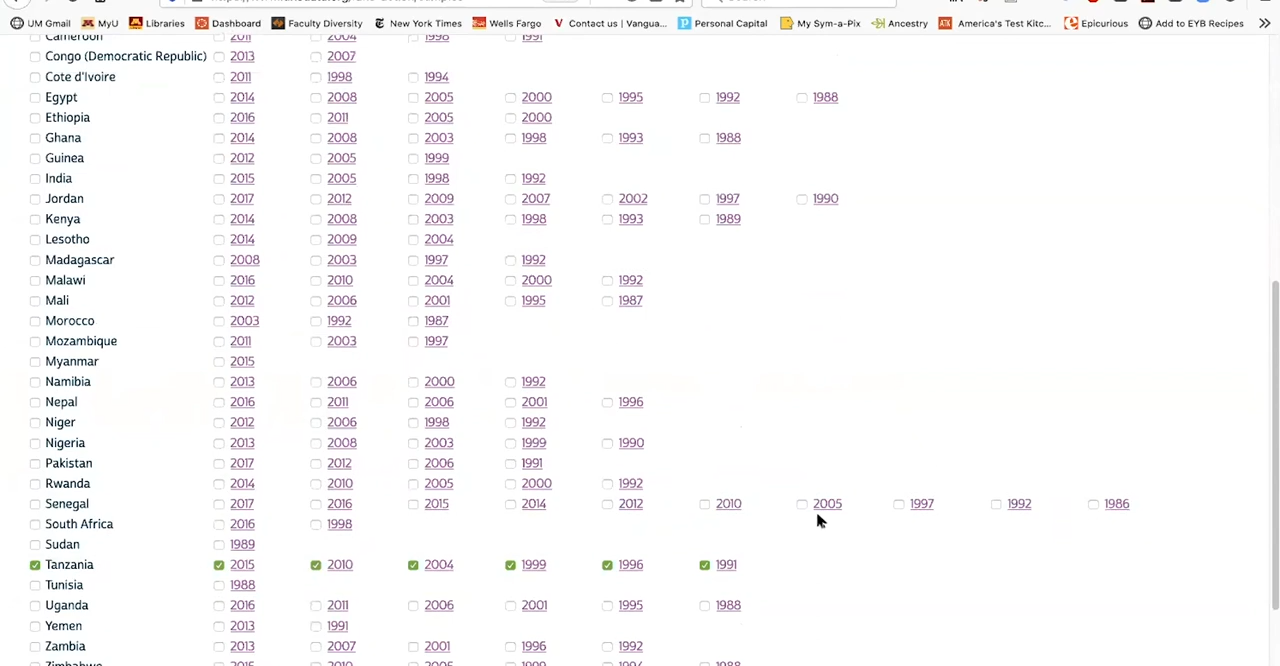 UM Gmail MyU Libraries Dashboard Faculty Diversity New York Times Wells Fargo Contact us | Vangua... Personal Capital My Sym-a-Pix Ancestry America's Test Kitc... Epicurious Add to EYB Recipes
Cameroon 2011 2004 1998 1991
Congo (Democratic Republic) 2013 2007
Cote d'Ivoire 2011 1998 1994
Egypt 2014 2008 2005 2000 1995 1992 1988
Ethiopia 2016 2011 2005 2000
Ghana 2014 2008 2003 1998 1993 1988
Guinea 2012 2005 1999
India 2015 2005 1998 1992
Jordan 2017 2012 2009 2007 2002 1997 1990
Kenya 2014 2008 2003 1998 1993 1989
Lesotho 2014 2009 2004
Madagascar 2008 2003 1997 1992
Malawi 2016 2010 2004 2000 1992
Mali 2012 2006 2001 1995 1987
Morocco 2003 1992 1987
Mozambique 2011 2003 1997
Myanmar 2015
Namibia 2013 2006 2000 1992
Nepal 2016 2011 2006 2001 1996
Niger 2012 2006 1998 1992
Nigeria 2013 2008 2003 1999 1990
Pakistan 2017 2012 2006 1991
Rwanda 2014 2010 2005 2000 1992
Senegal 2017 2016 2015 2014 2012 2010 2005 1997 1992 1986
South Africa 2016 1998
Sudan 1989
Tanzania 2015 2010 2004 1999 1996 1991
Tunisia 1988
Uganda 2016 2011 2006 2001 1995 1988
Yemen 2013 1991
Zambia 2013 2007 2001 1996 1992
Zimbabwe 2015 2010 2005 1999 1994 1988